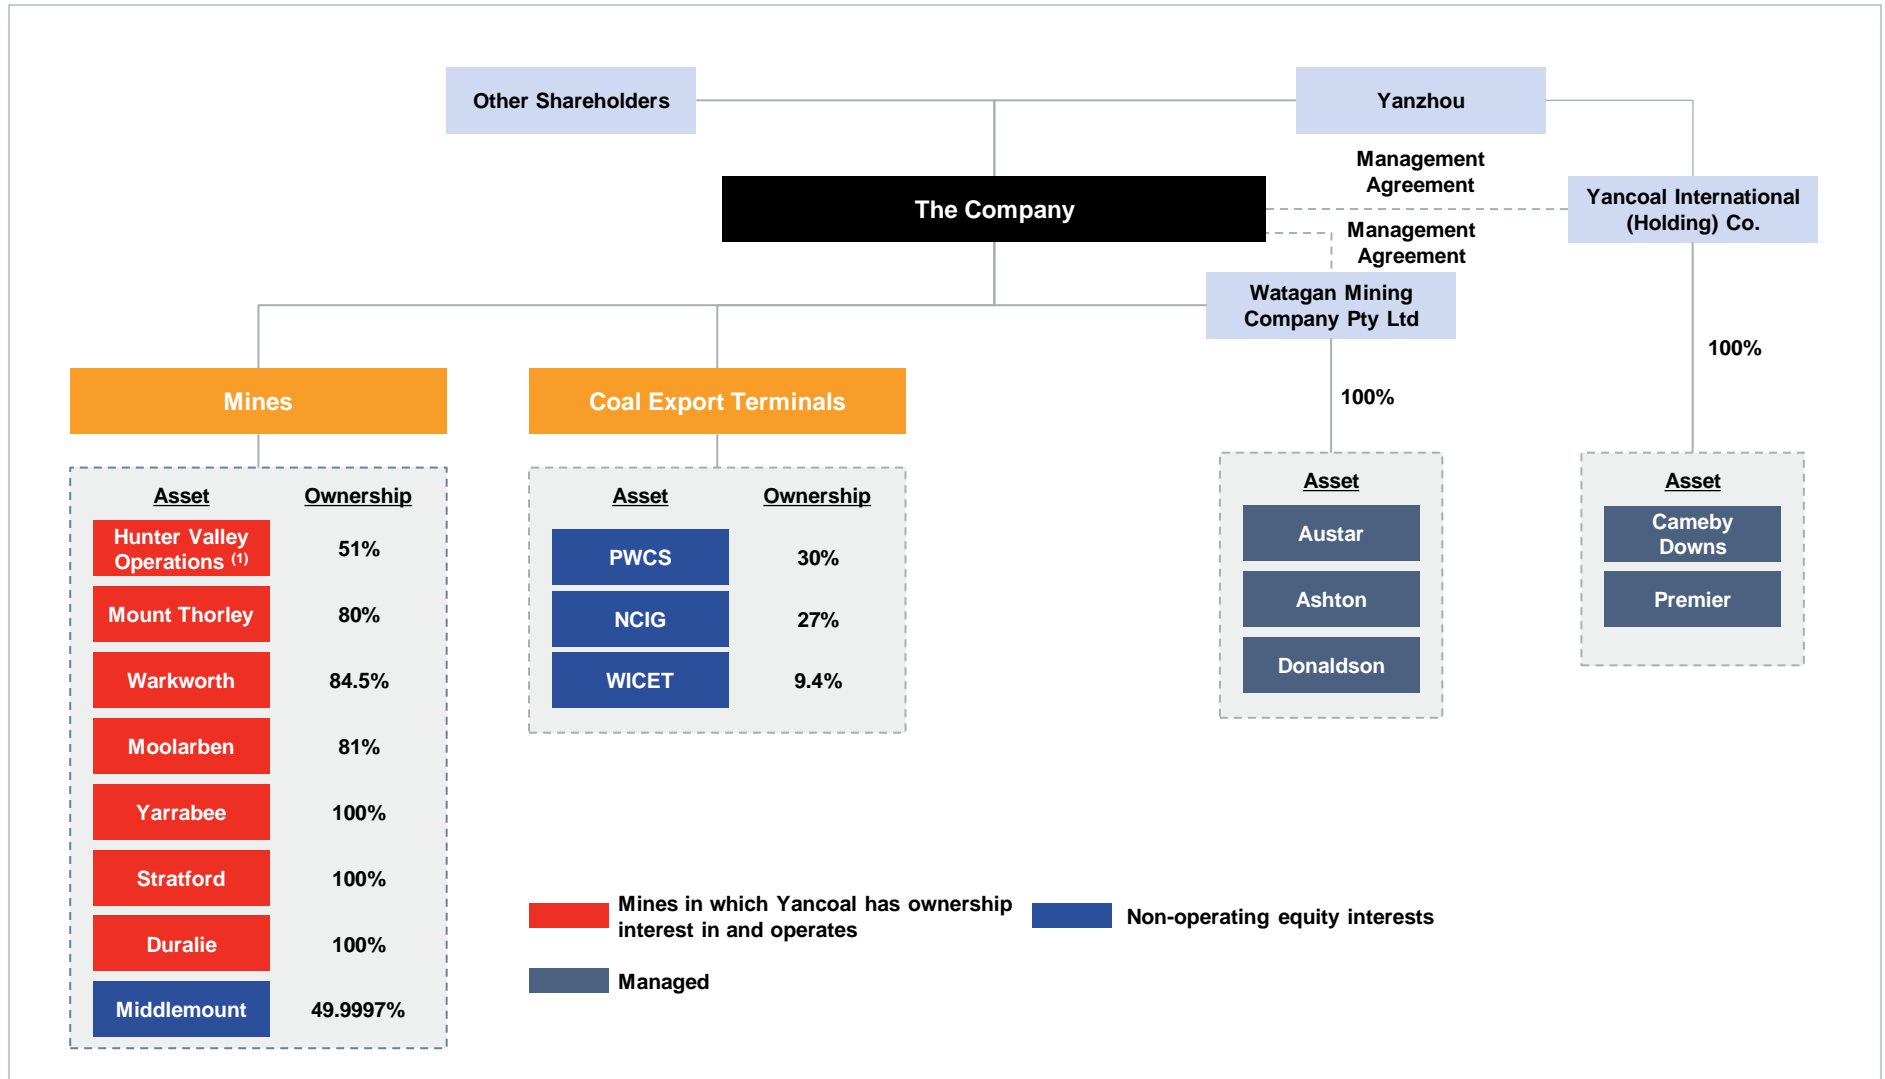 Other Shareholders
Yanzhou
Management
Agreement
The Company
Yancoal International
(Holding) Co.
Management
Agreement
Watagan Mining
Company Pty Ltd
100%
100%
Mines
Coal Export Terminals
Asset Ownership
Hunter Valley
Operations (1)
51%
Mount Thorley 80%
Warkworth 84.5%
Moolarben 81%
Yarrabee 100%
Stratford 100%
Duralie 100%
Middlemount 49.9997%
Asset Ownership
PWCS 30%
NCIG 27%
WICET 9.4%
Asset
Austar
Ashton
Donaldson
Asset
Cameby
Downs
Premier
Mines in which Yancoal has ownership
interest in and operates
Non-operating equity interests
Managed